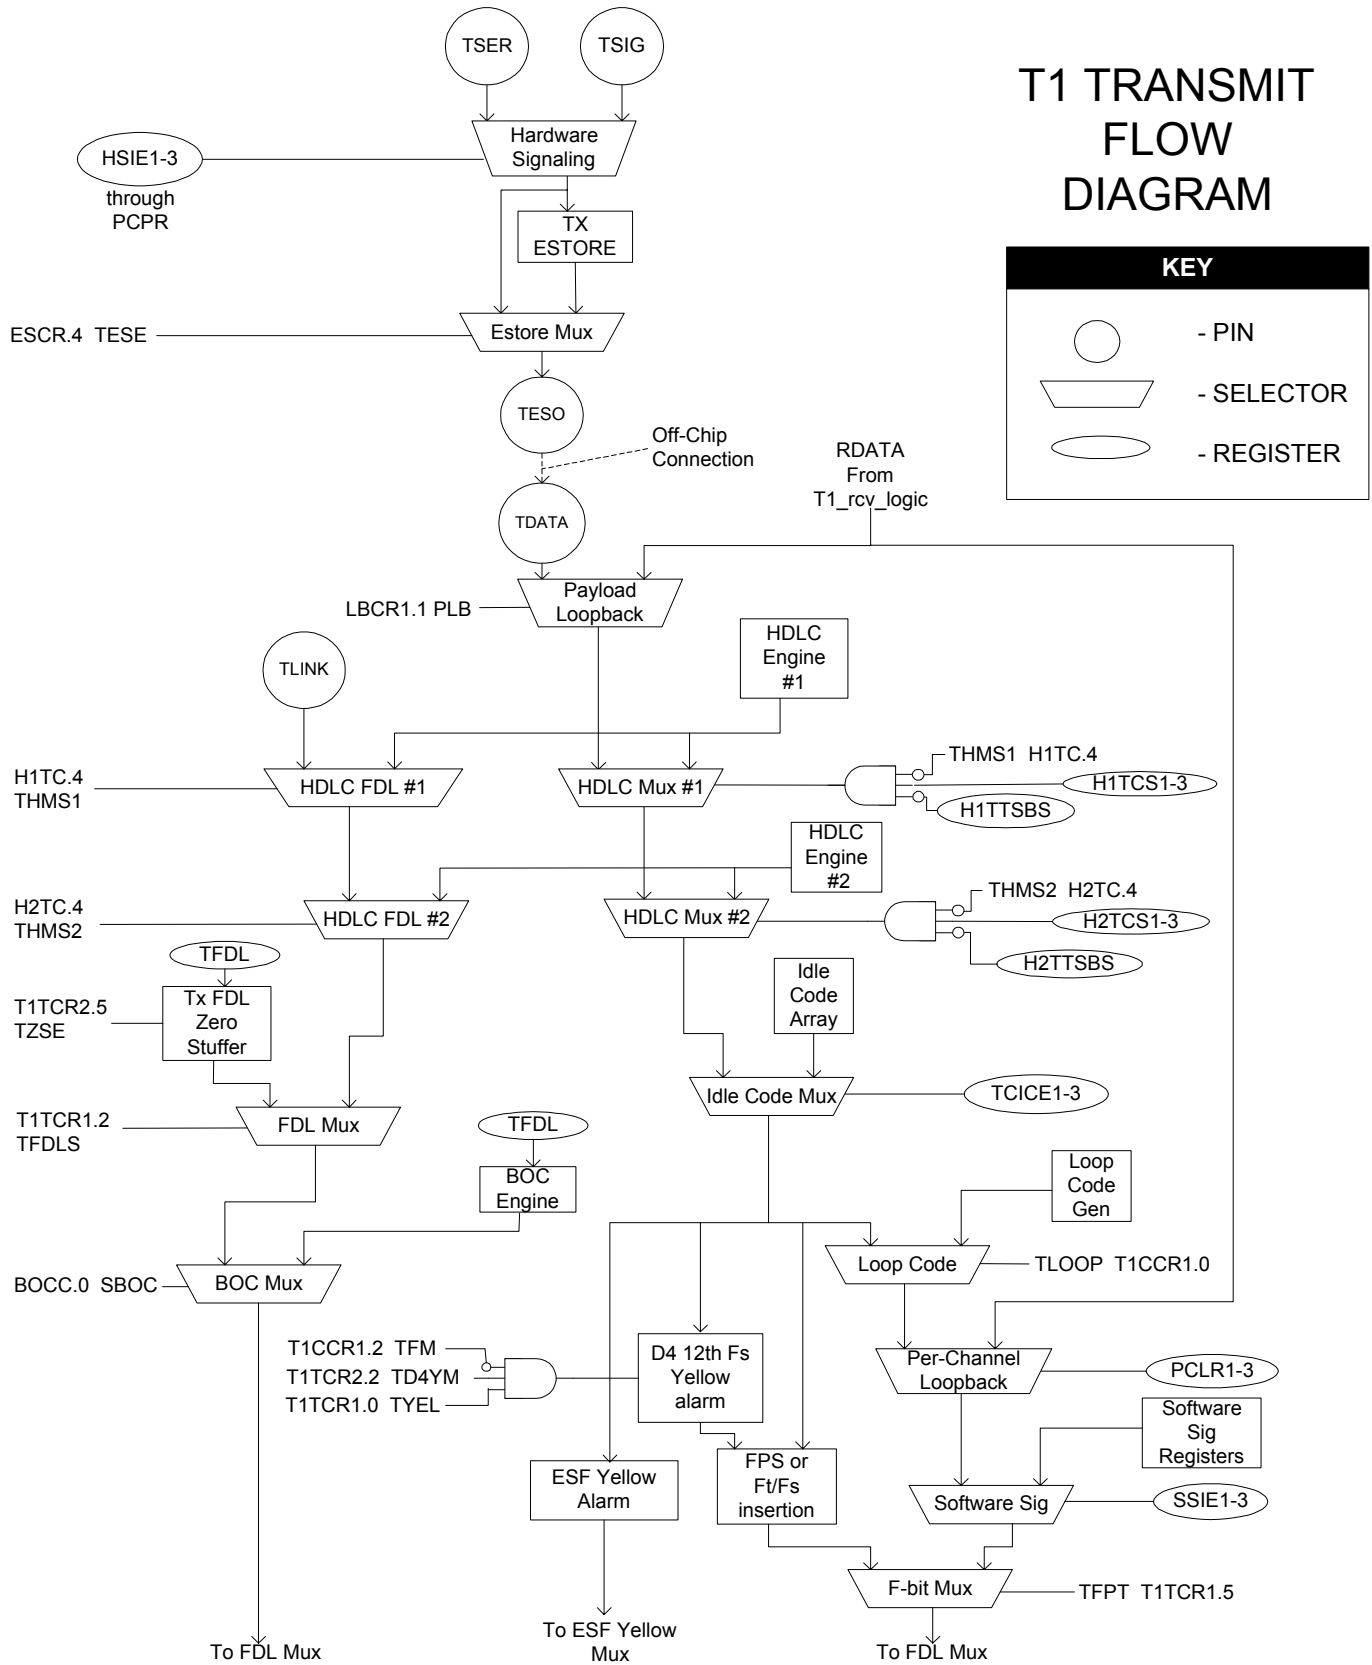 TSER
TSIG
T1 TRANSMIT
FLOW
DIAGRAM
Hardware
Signaling
HSIE1-3
through
PCPR
TX
ESTORE
KEY
- PIN
- SELECTOR
- REGISTER
ESCR.4 TESE
Estore Mux
TESO
Off-Chip
Connection
RDATA
From
T1_rcv_logic
TDATA
Payload
Loopback
LBCR1.1 PLB
HDLC
Engine
#1
TLINK
H1TC.4
THMS1
HDLC FDL #1
HDLC Mux #1
THMS1 H1TC.4
H1TCS1-3
H1TTSBS
HDLC
Engine
#2
H2TC.4
THMS2
HDLC FDL #2
HDLC Mux #2
THMS2 H2TC.4
H2TCS1-3
H2TTSBS
TFDL
T1TCR2.5
TZSE
Tx FDL
Zero
Stuffer
Idle
Code
Array
Idle Code Mux
TCICE1-3
T1TCR1.2
TFDLS
FDL Mux
TFDL
BOC
Engine
Loop
Code
Gen
BOCC.0 SBOC
BOC Mux
Loop Code
TLOOP T1CCR1.0
T1CCR1.2 TFM
T1TCR2.2 TD4YM
T1TCR1.0 TYEL
D4 12th Fs
Yellow
alarm
Per-Channel
Loopback
PCLR1-3
Software
Sig
Registers
ESF Yellow
Alarm
FPS or
Ft/Fs
insertion
Software Sig
SSIE1-3
F-bit Mux
TFPT T1TCR1.5
To FDL Mux
To ESF Yellow
Mux
To FDL Mux